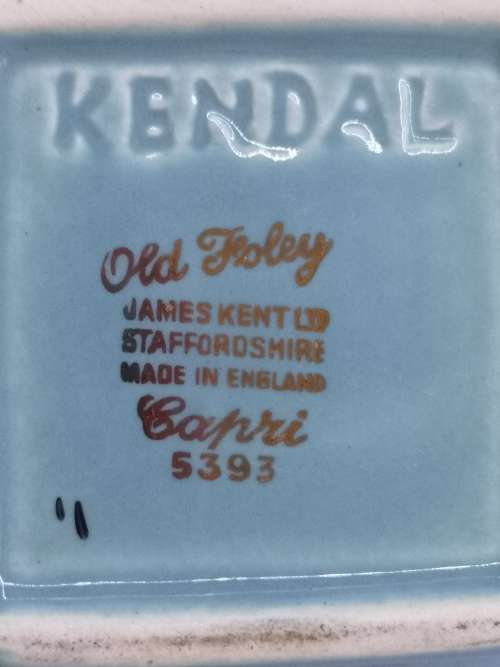 KENDAL
Old Foley
JAMES KENT LTD
STAFFORDSHIRE
MADE IN ENGLAND
Capri
5393